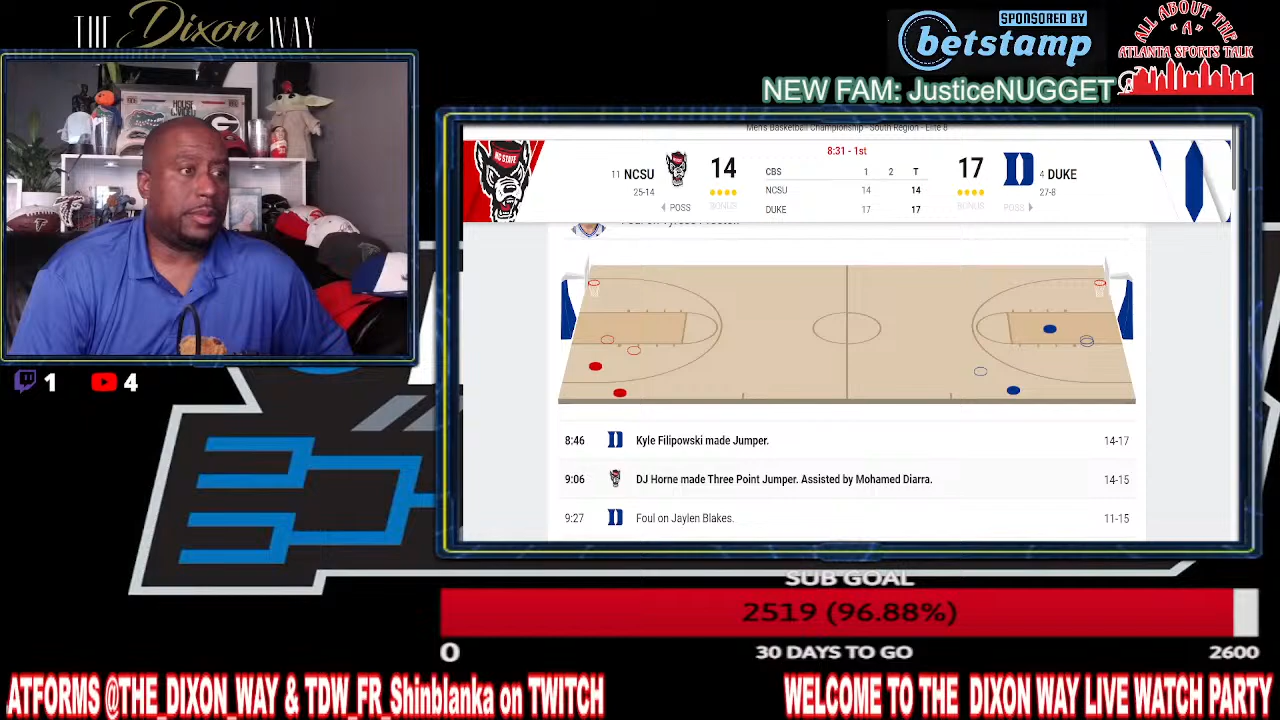 THE Dixon WAY
SPONSORED BY
betstamp
ALL ABOUT THE
"A"
ATLANTA SPORTS TALK
NEW FAM: JusticeNUGGET
Men's Basketball Championship - South Region - Elite 8
NC STATE
11 NCSU
25-14
POSS
14
BONUS
8:31 - 1st
CBS 1 2 T
NCSU 14 14
DUKE 17 17
17
BONUS
4 DUKE
27-8
POSS
8:46 Kyle Filipowski made Jumper. 14-17
9:06 DJ Horne made Three Point Jumper. Assisted by Mohamed Diarra. 14-15
9:27 Foul on Jaylen Blakes. 11-15
1 4
SUB GOAL
2519 (96.88%)
0 30 DAYS TO GO 2600
ATFORMS @THE_DIXON_WAY & TDW_FR_Shinblanka on TWITCH
WELCOME TO THE DIXON WAY LIVE WATCH PARTY